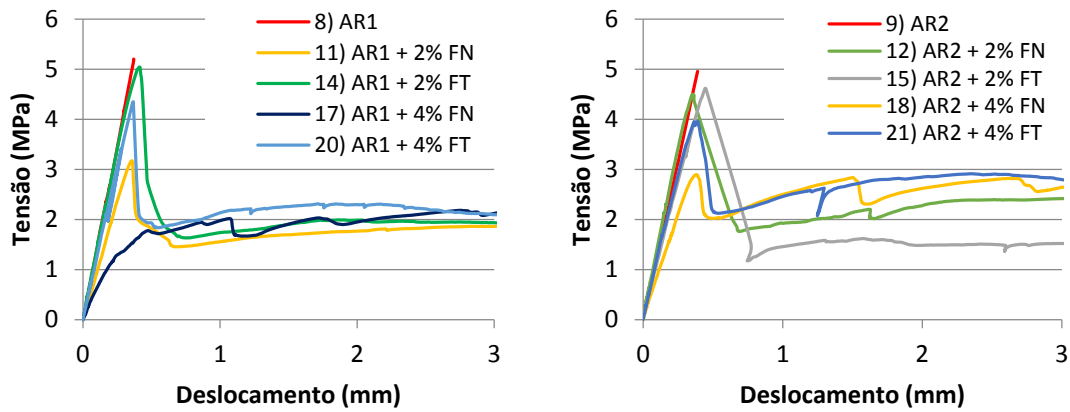 8) AR1
11) AR1 + 2% FN
14) AR1 + 2% FT
17) AR1 + 4% FN
20) AR1 + 4% FT
Tensão (MPa)
6
5
4
3
2
1
0
0 1 2 3
Deslocamento (mm)
9) AR2
12) AR2 + 2% FN
15) AR2 + 2% FT
18) AR2 + 4% FN
21) AR2 + 4% FT
Tensão (MPa)
6
5
4
3
2
1
0
0 1 2 3
Deslocamento (mm)